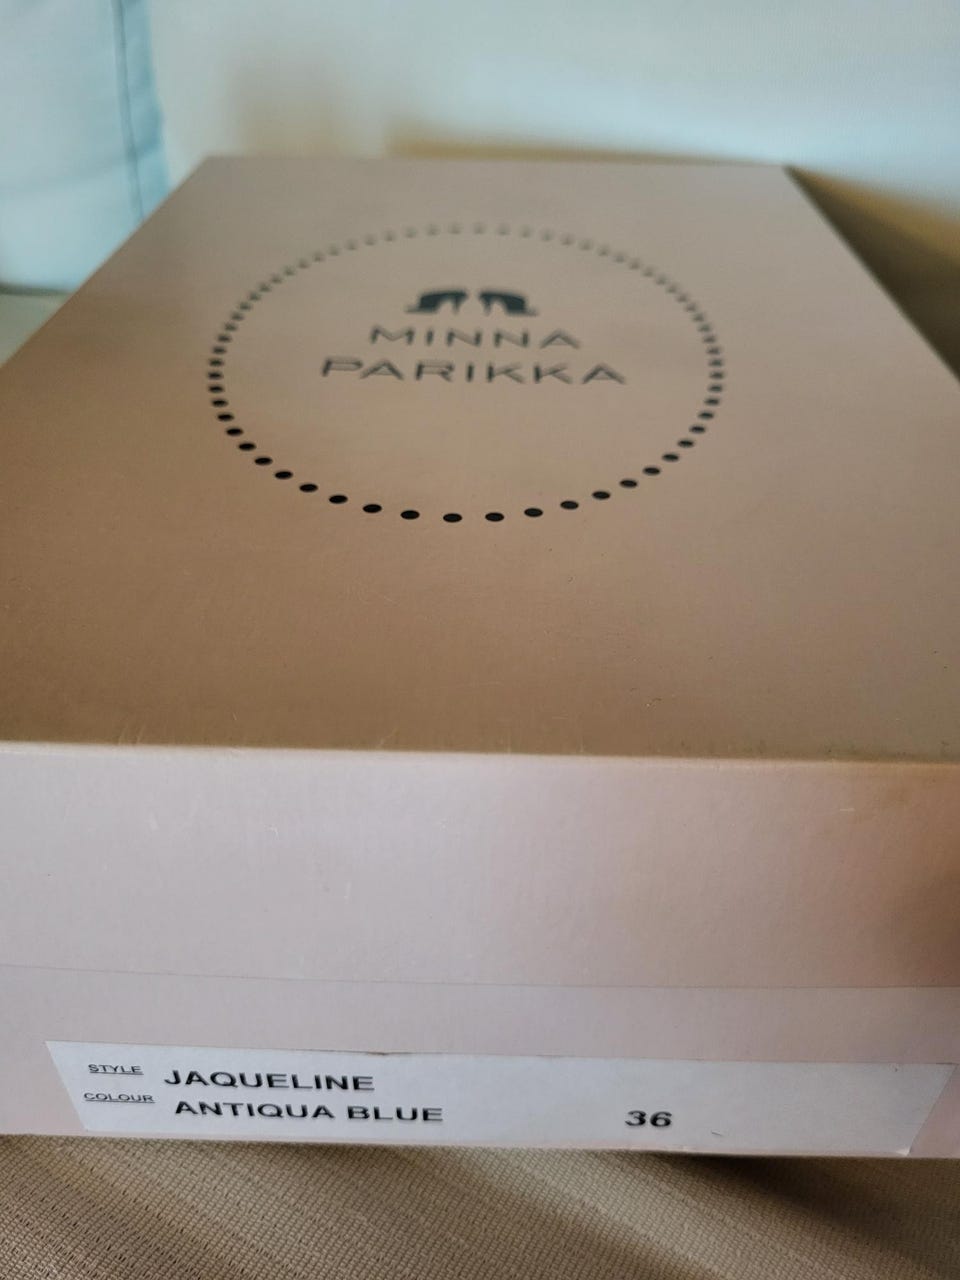 MINNA
PARIKKA
STYLE JAQUELINE
COLOUR ANTIQUA BLUE 36